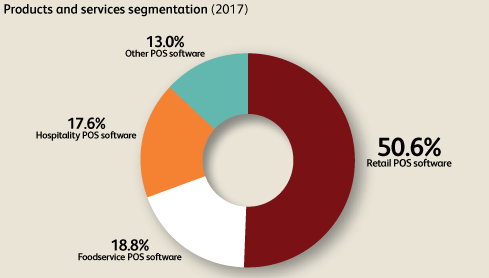 Products and services segmentation (2017)
13.0%
Other POS software
17.6%
Hospitality POS software
50.6%
Retail POS software
18.8%
Foodservice POS software